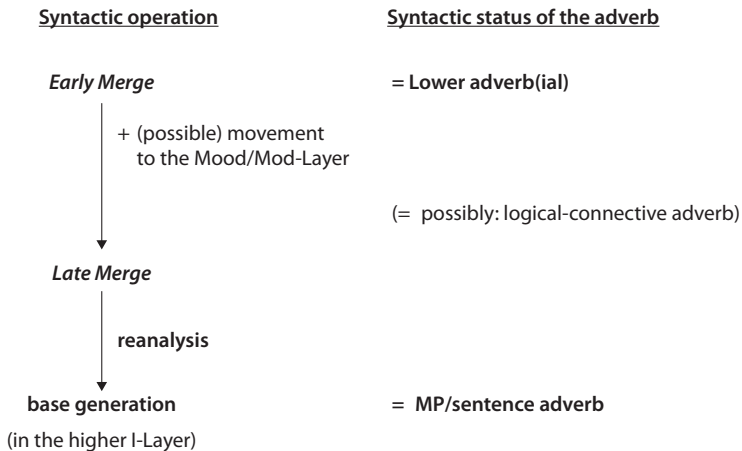 Syntactic operation Syntactic status of the adverb
Early Merge = Lower adverb(ial)
+ (possible) movement
to the Mood/Mod-Layer
(= possibly: logical-connective adverb)
Late Merge
reanalysis
base generation = MP/sentence adverb
(in the higher I-Layer)